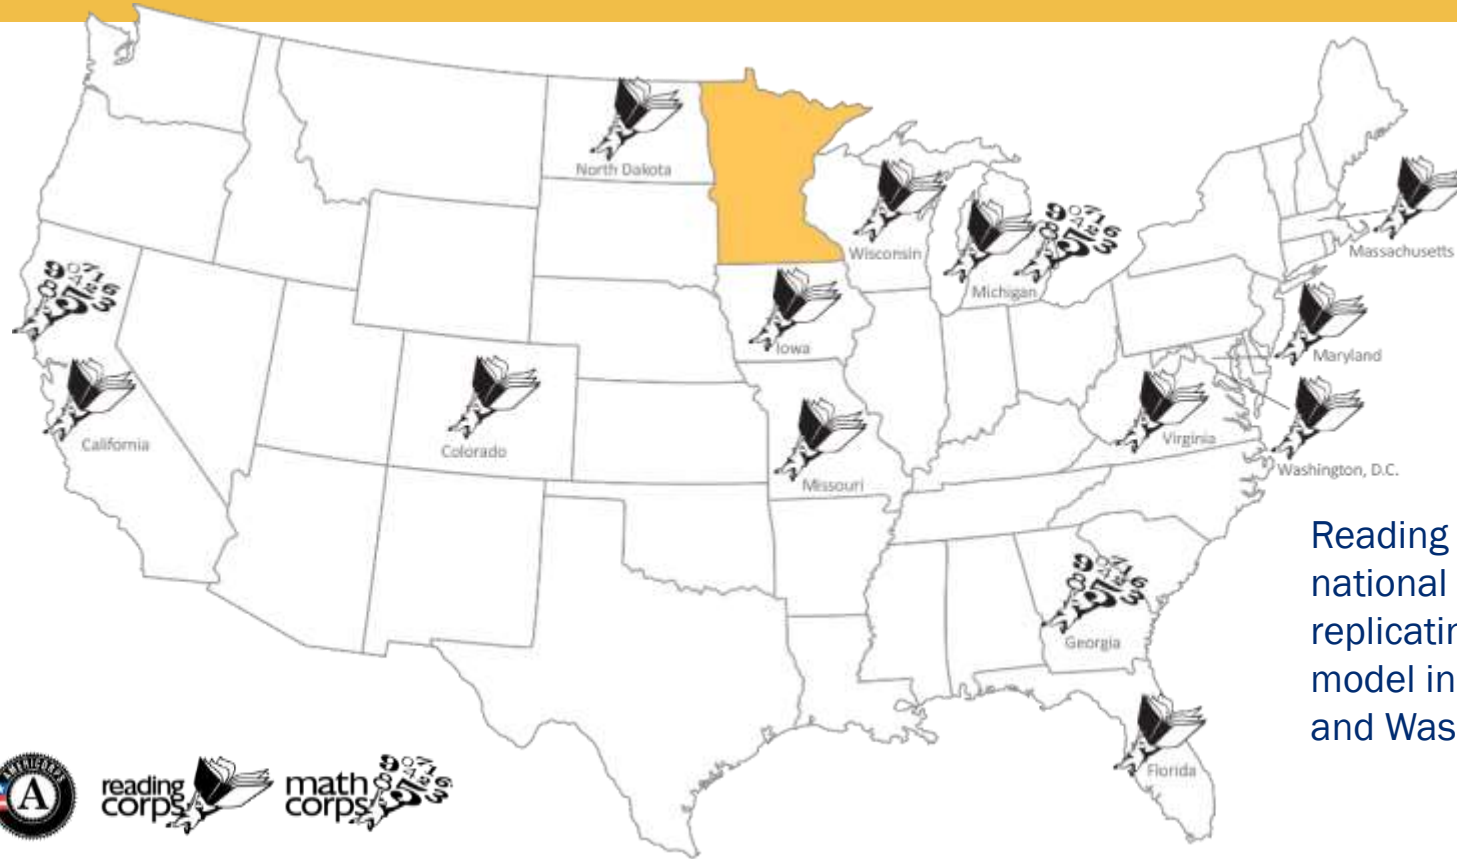 North Dakota
Wisconsin
Michigan
Massachusetts
Iowa
Maryland
California
Colorado
Virginia
Missouri
Washington, D.C.
Georgia
Florida
Reading
national
replicatin
model in
and Was
AMERICORPS
A
reading
corps
math
corps